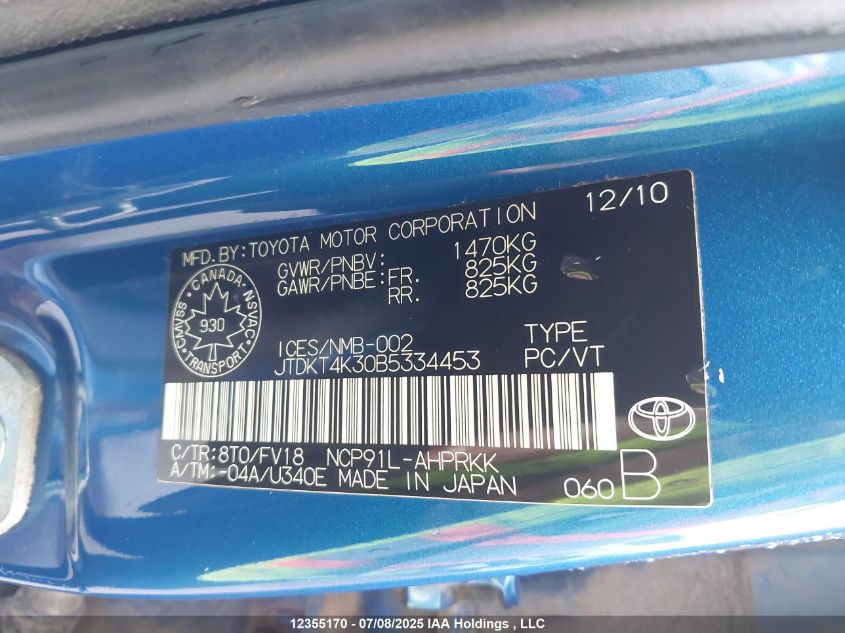 12/10
MFD.BY:TOYOTA MOTOR CORPORATION
GVWR/PNBV: 1470KG
GAWR/PNBE: FR. 825KG
RR. 825KG
CANADA
CMVSS 930 NSVAC
TRANSPORT
ICES/NMB-002
JTDKT4K30B5334453
TYPE
PC/VT
C/TR:8T0/FV18 NCP91L-AHPRKK
A/TM:-04A/U340E MADE IN JAPAN
060 B
12355170 - 07/08/2025 IAA Holdings , LLC